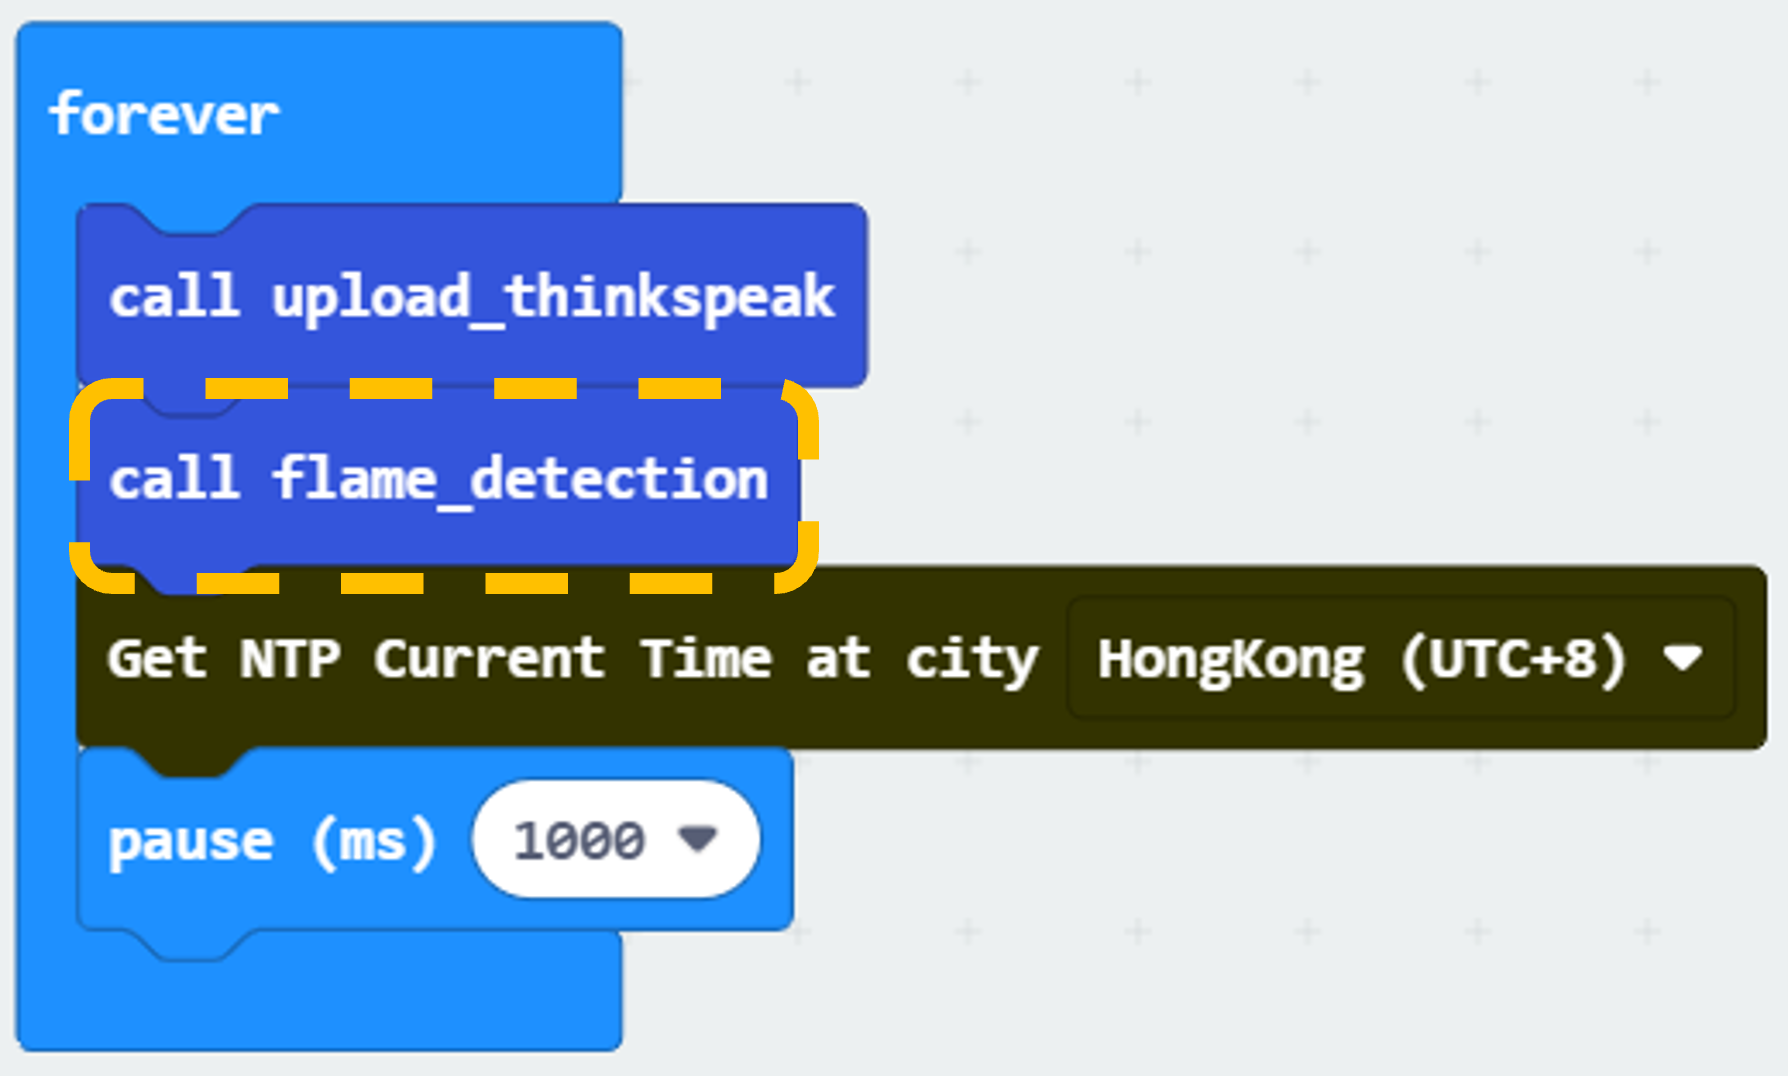 forever
call upload_thinkspeak
call flame_detection
Get NTP Current Time at city HongKong (UTC+8)
pause (ms) 1000